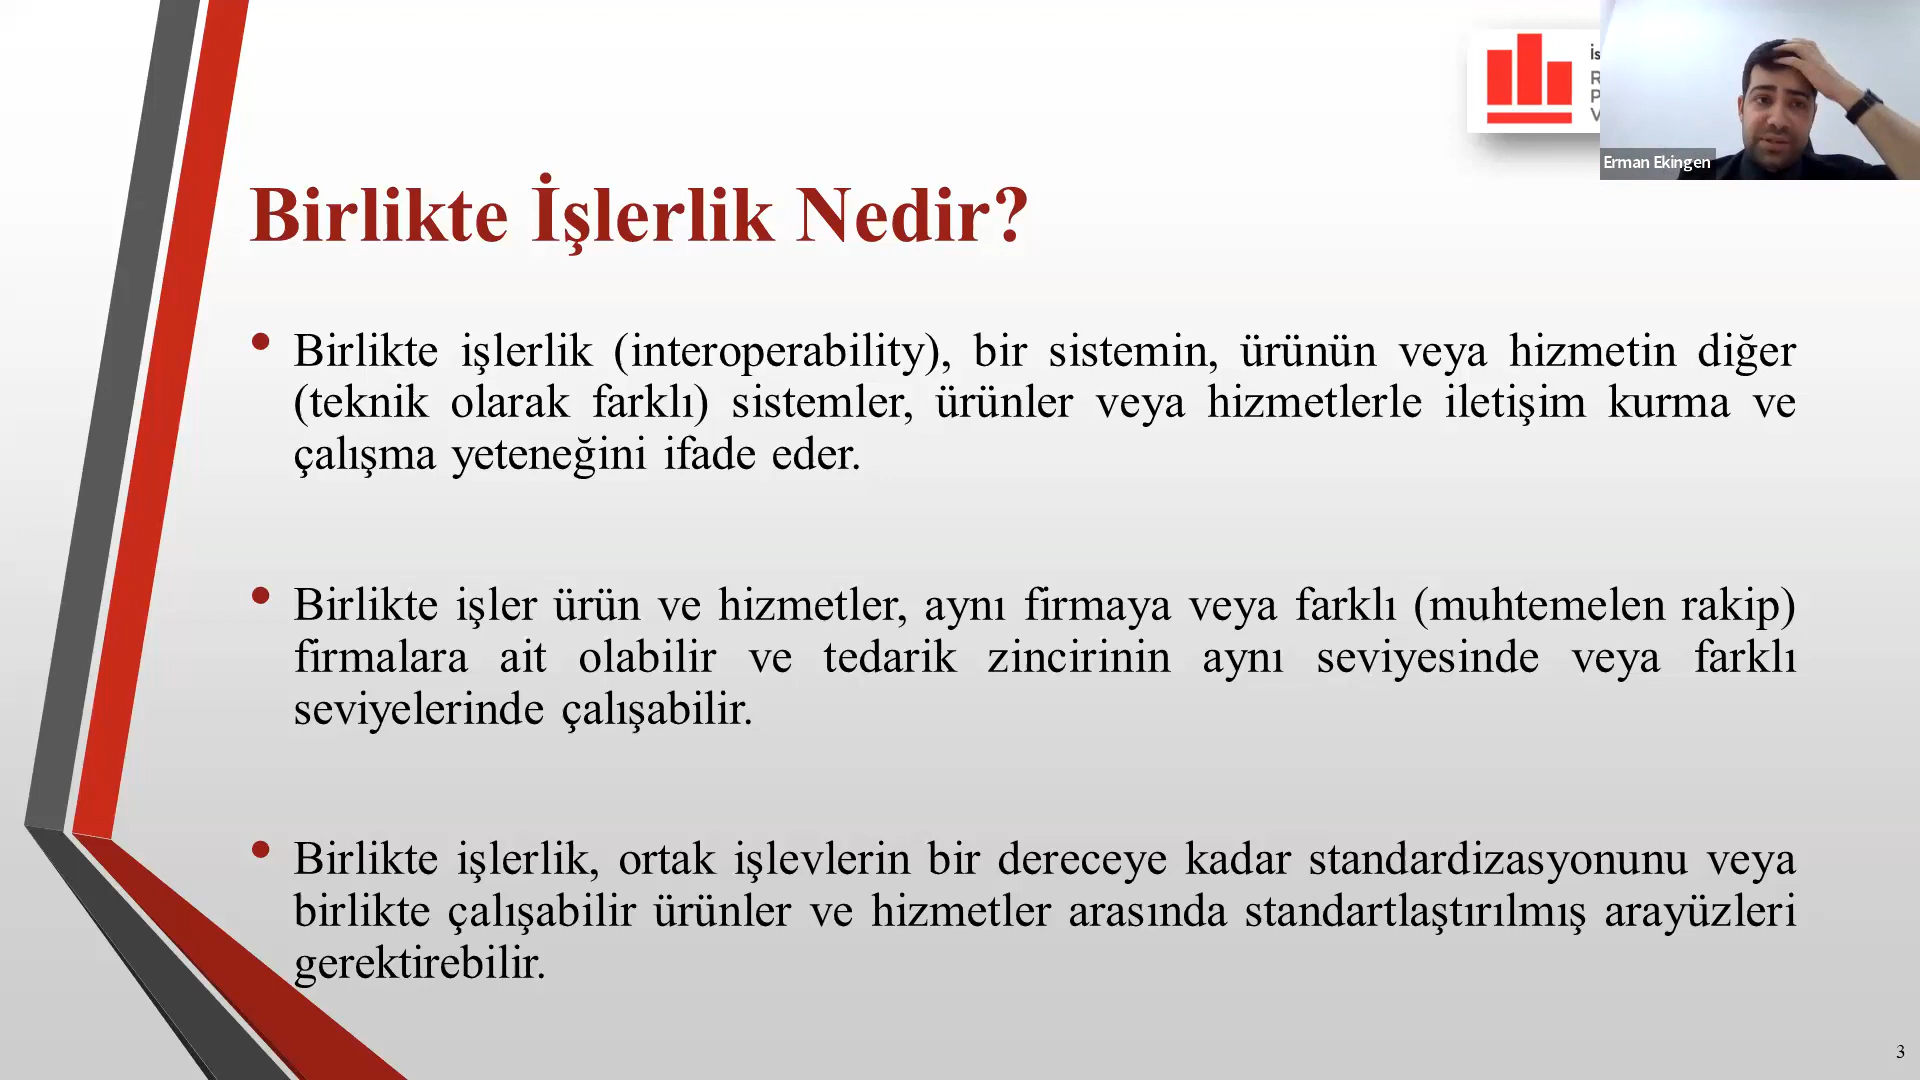 İs
R
P
V
Erman Ekingen
Birlikte İşlerlik Nedir?
• Birlikte işlerlik (interoperability), bir sistemin, ürünün veya hizmetin diğer
(teknik olarak farklı) sistemler, ürünler veya hizmetlerle iletişim kurma ve
çalışma yeteneğini ifade eder.
• Birlikte işler ürün ve hizmetler, aynı firmaya veya farklı (muhtemelen rakip)
firmalara ait olabilir ve tedarik zincirinin aynı seviyesinde veya farklı
seviyelerinde çalışabilir.
• Birlikte işlerlik, ortak işlevlerin bir dereceye kadar standardizasyonunu veya
birlikte çalışabilir ürünler ve hizmetler arasında standartlaştırılmış arayüzleri
gerektirebilir.
3